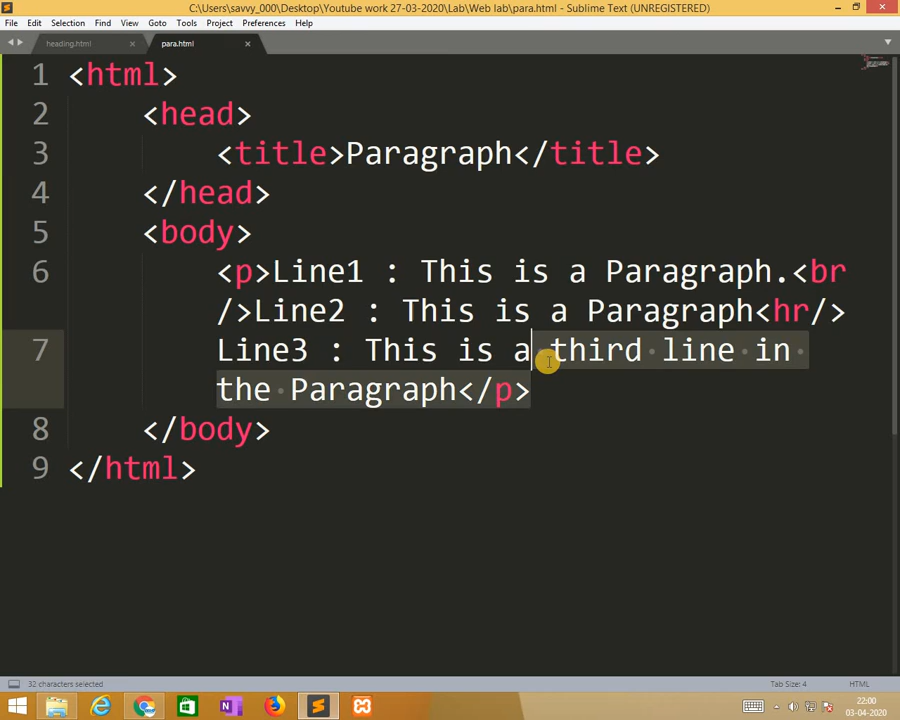 C:\Users\savvy_000\Desktop\Youtube work 27-03-2020\Lab\Web lab\para.html - Sublime Text (UNREGISTERED)
File Edit Selection Find View Goto Tools Project Preferences Help
heading.html × para.html ×
1 <html>
2 <head>
3 <title>Paragraph</title>
4 </head>
5 <body>
6 <p>Line1 : This is a Paragraph.<br
/>Line2 : This is a Paragraph<hr/>
7 Line3 : This is a third line in
the Paragraph</p>
8 </body>
9 </html>
32 characters selected Tab Size: 4 HTML
22:00
03-04-2020